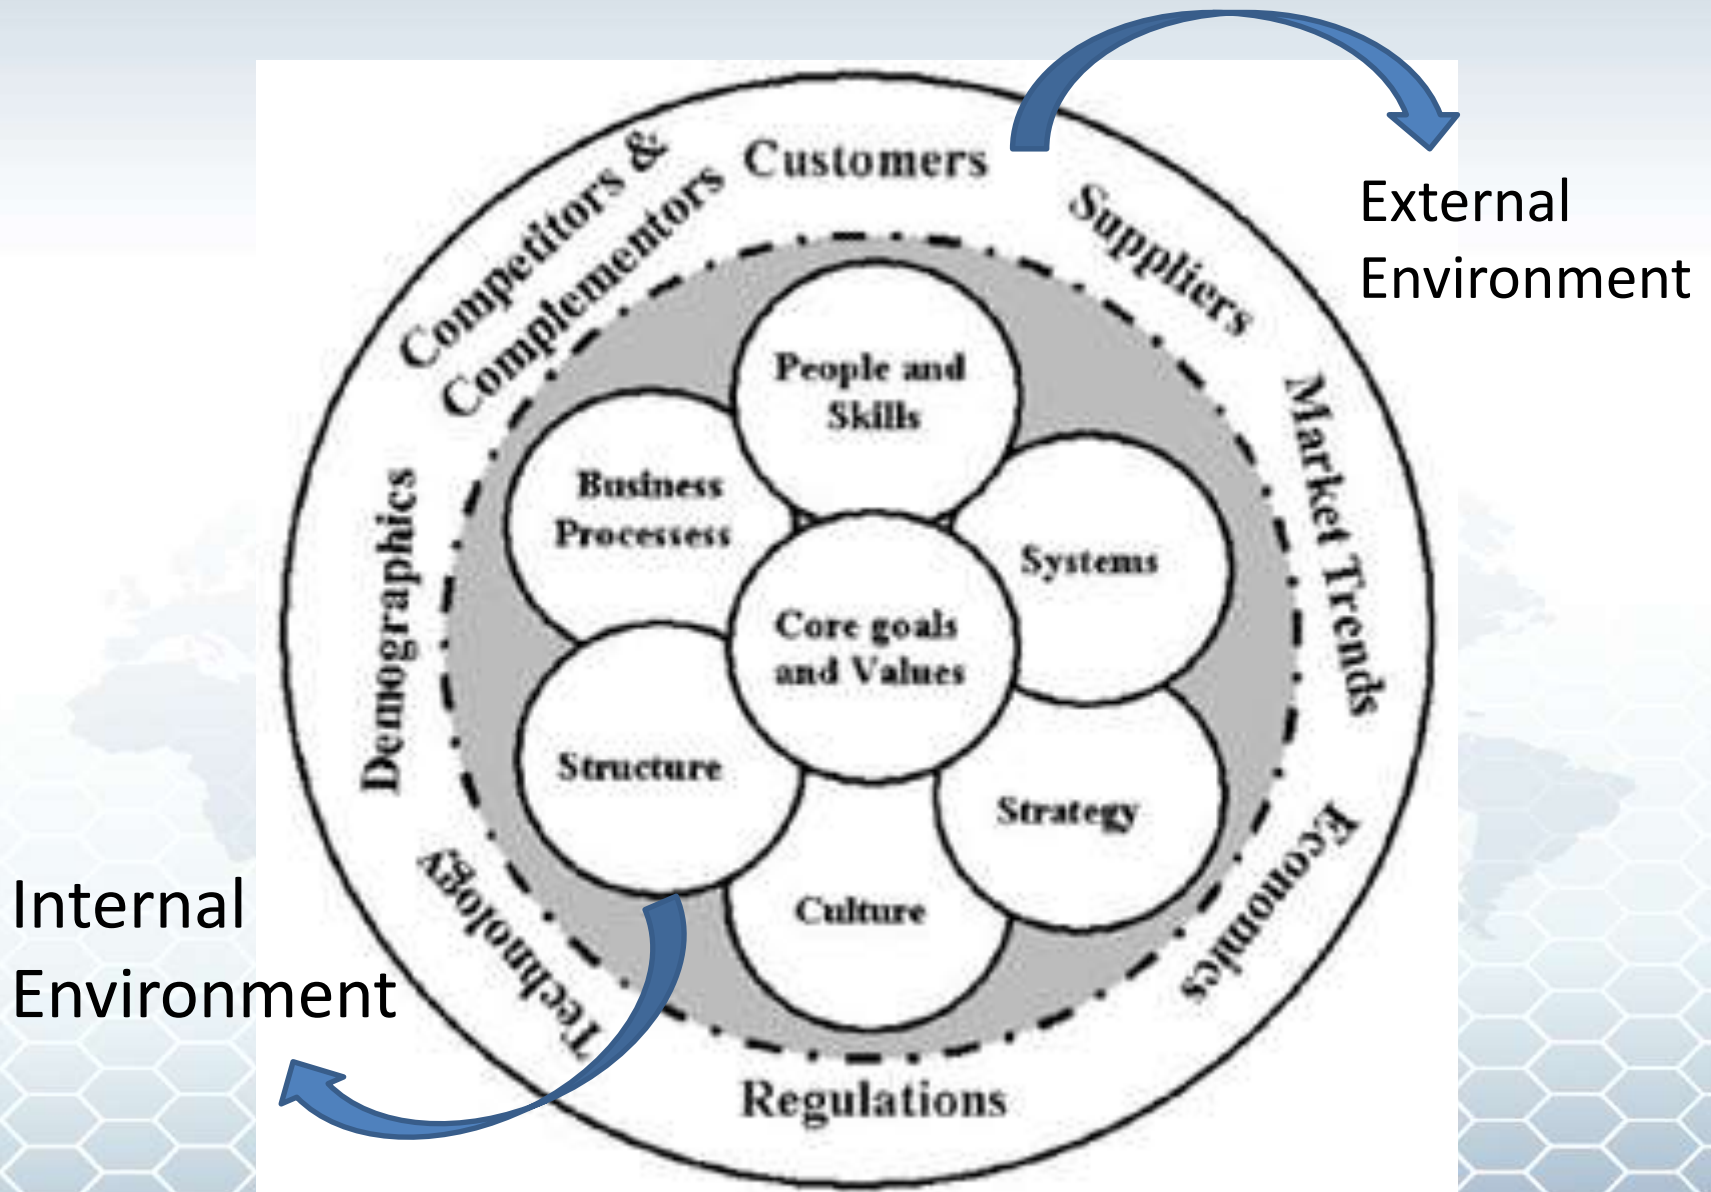 Competitors &
Complementors
Customers
Suppliers
External
Environment
Market Trends
Economics
Regulations
Technology
Demographics
People and
Skills
Business
Processess
Systems
Core goals
and Values
Structure
Strategy
Culture
Internal
Environment